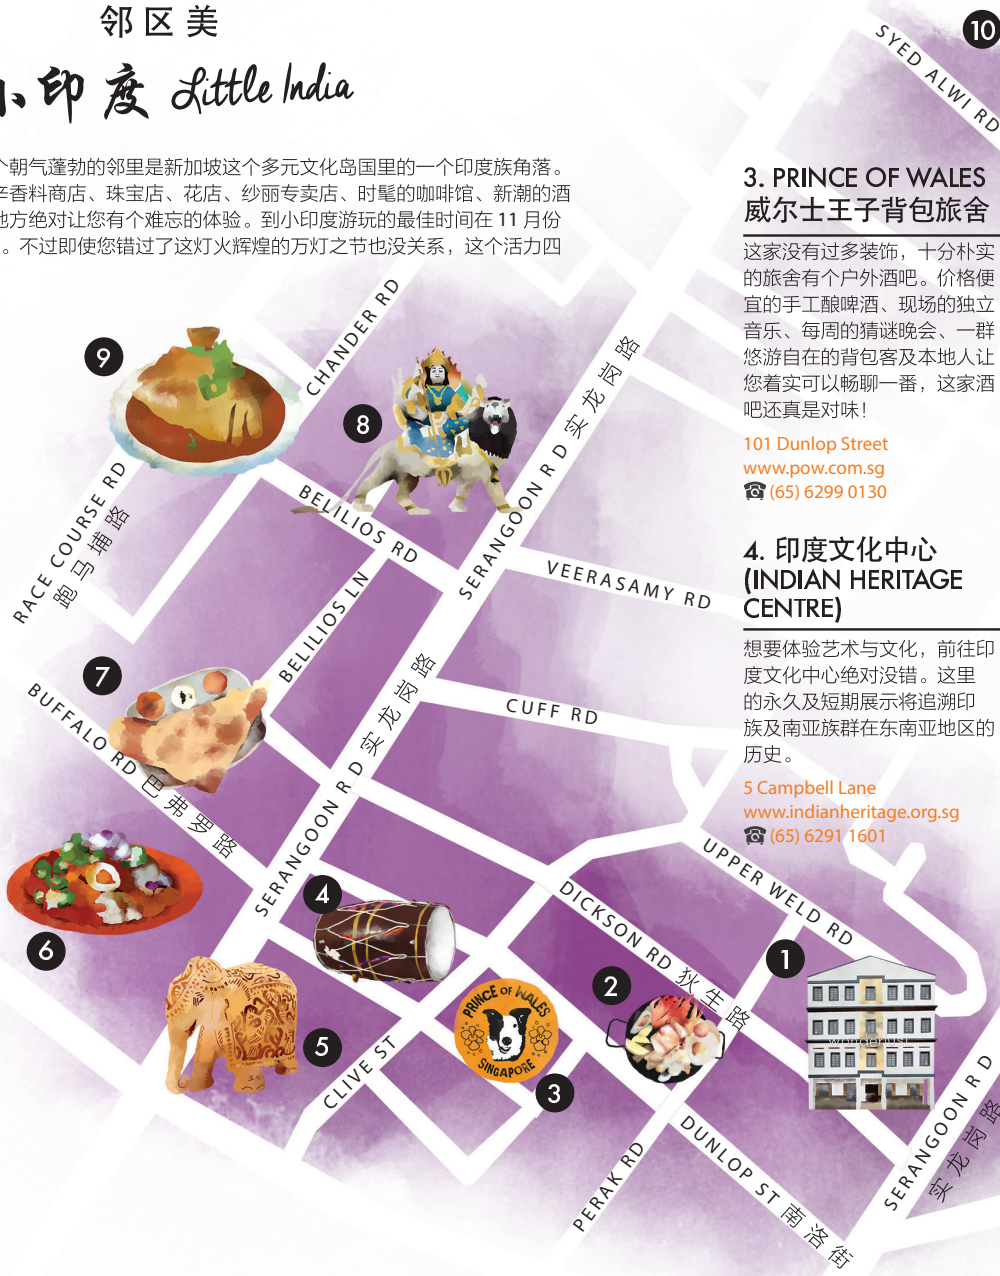 邻区美
小印度 Little India
个朝气蓬勃的邻里是新加坡这个多元文化岛国里的一个印度族角落。
辛香料商店、珠宝店、花店、纱丽专卖店、时髦的咖啡馆、新潮的酒
地方绝对让您有个难忘的体验。到小印度游玩的最佳时间在 11 月份
。不过即使您错过了这灯火辉煌的万灯之节也没关系，这个活力四
10
SYED ALWI RD
3. PRINCE OF WALES
威尔士王子背包旅舍
这家没有过多装饰，十分朴实
的旅舍有个户外酒吧。价格便
宜的手工酿啤酒、现场的独立
音乐、每周的猜谜晚会、一群
悠游自在的背包客及本地人让
您着实可以畅聊一番，这家酒
吧还真是对味！
101 Dunlop Street
www.pow.com.sg
☎ (65) 6299 0130
4. 印度文化中心
(INDIAN HERITAGE
CENTRE)
想要体验艺术与文化，前往印
度文化中心绝对没错。这里
的永久及短期展示将追溯印
族及南亚族群在东南亚地区的
历史。
5 Campbell Lane
www.indianheritage.org.sg
☎ (65) 6291 1601
CHANDER RD
9
8
RACE COURSE RD
跑马埔路
BELILIOS RD
SERANGOON RD 实龙岗路
VEERASAMY RD
BELILIOS LN
7
BUFFALO RD 巴弗罗路
CUFF RD
SERANGOON RD 实龙岗路
UPPER WELD RD
4
DICKSON RD 狄生路
6
1
wanderlust
2
PRINCE OF WALES
SINGAPORE
5
CLIVE ST
3
SERANGOON RD
实龙岗路
DUNLOP ST 南洛街
PERAK RD